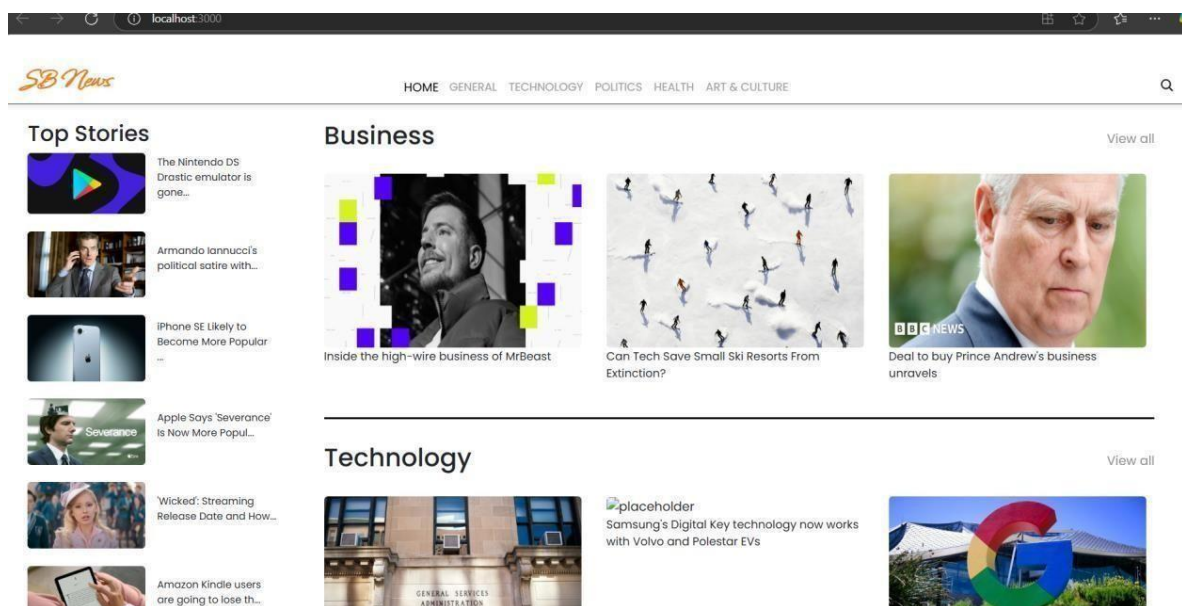 localhost:3000
SB News
HOME GENERAL TECHNOLOGY POLITICS HEALTH ART & CULTURE
Top Stories
The Nintendo DS
Drastic emulator is
gone...
Armando Iannucci's
political satire with...
iPhone SE Likely to
Become More Popular
...
Severance
Apple Says 'Severance'
Is Now More Popul...
'Wicked': Streaming
Release Date and How...
Amazon Kindle users
are going to lose th...
Business
View all
Inside the high-wire business of MrBeast
Can Tech Save Small Ski Resorts From
Extinction?
BBC NEWS
Deal to buy Prince Andrew's business
unravels
Technology
View all
GENERAL SERVICES
ADMINISTRATION
placeholder
Samsung's Digital Key technology now works
with Volvo and Polestar EVs